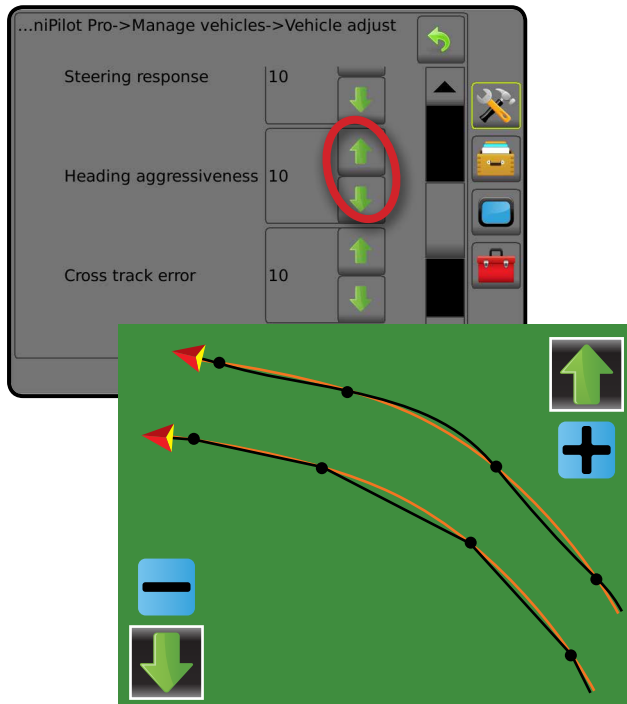 ...niPilot Pro->Manage vehicles->Vehicle adjust
Steering response 10
Heading aggressiveness 10
Cross track error 10